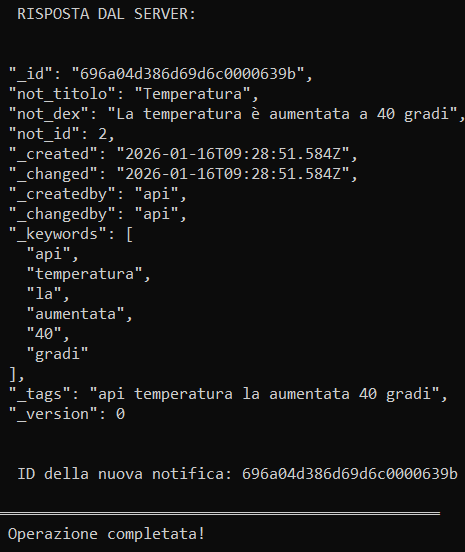 RISPOSTA DAL SERVER:
"_id": "696a04d386d69d6c0000639b",
"not_titolo": "Temperatura",
"not_dex": "La temperatura è aumentata a 40 gradi",
"not_id": 2,
"_created": "2026-01-16T09:28:51.584Z",
"_changed": "2026-01-16T09:28:51.584Z",
"_createdby": "api",
"_changedby": "api",
"_keywords": [
"api",
"temperatura",
"la",
"aumentata",
"40",
"gradi"
],
"_tags": "api temperatura la aumentata 40 gradi",
"_version": 0
ID della nuova notifica: 696a04d386d69d6c0000639b
Operazione completata!